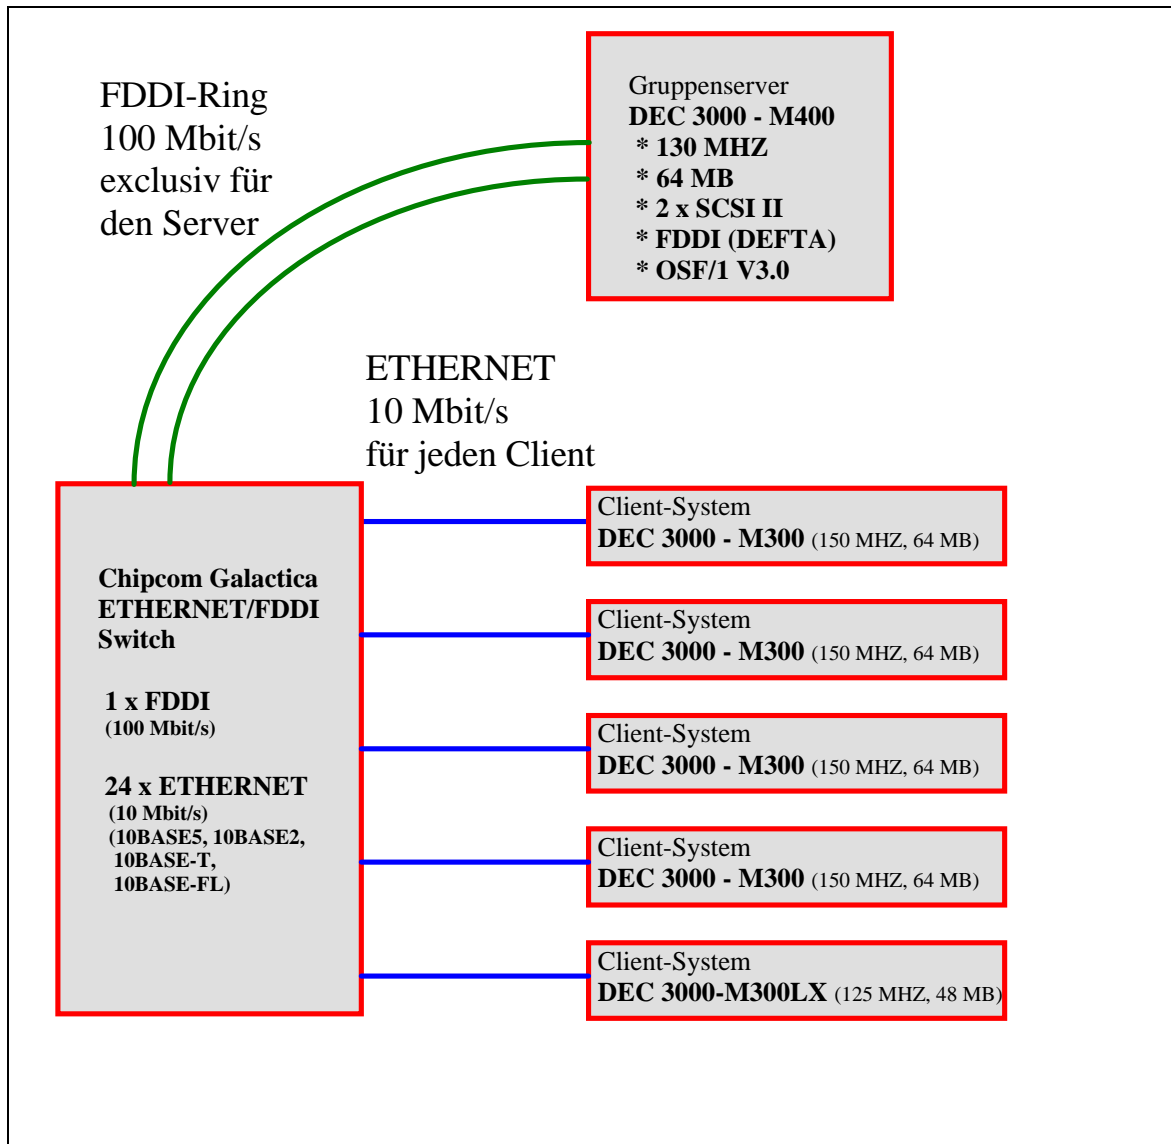 FDDI-Ring
100 Mbit/s
exclusiv für
den Server
Gruppenserver
DEC 3000 - M400
* 130 MHZ
* 64 MB
* 2 x SCSI II
* FDDI (DEFTA)
* OSF/1 V3.0
ETHERNET
10 Mbit/s
für jeden Client
Chipcom Galactica
ETHERNET/FDDI
Switch
1 x FDDI
(100 Mbit/s)
24 x ETHERNET
(10 Mbit/s)
(10BASE5, 10BASE2,
10BASE-T,
10BASE-FL)
Client-System
DEC 3000 - M300 (150 MHZ, 64 MB)
Client-System
DEC 3000 - M300 (150 MHZ, 64 MB)
Client-System
DEC 3000 - M300 (150 MHZ, 64 MB)
Client-System
DEC 3000 - M300 (150 MHZ, 64 MB)
Client-System
DEC 3000-M300LX (125 MHZ, 48 MB)